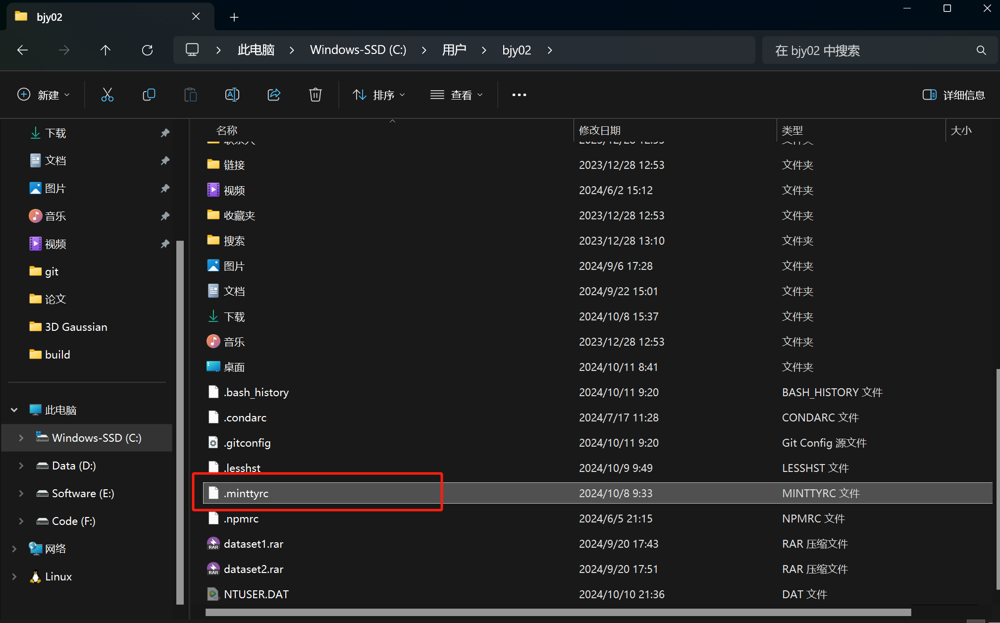 bjy02
此电脑 Windows-SSD (C:) 用户 bjy02 在 bjy02 中搜索
新建 排序 查看 详细信息
下载
文档
图片
音乐
视频
git
论文
3D Gaussian
build
此电脑
Windows-SSD (C:)
Data (D:)
Software (E:)
Code (F:)
网络
Linux
名称 修改日期 类型 大小
联系人 2023/12/28 12:53 文件夹
链接 2023/12/28 12:53 文件夹
视频 2024/6/2 15:12 文件夹
收藏夹 2023/12/28 12:53 文件夹
搜索 2023/12/28 13:10 文件夹
图片 2024/9/6 17:28 文件夹
文档 2024/9/22 15:01 文件夹
下载 2024/10/8 15:37 文件夹
音乐 2023/12/28 12:53 文件夹
桌面 2024/10/11 8:41 文件夹
.bash_history 2024/10/11 9:20 BASH_HISTORY 文件
.condarc 2024/7/17 11:28 CONDARC 文件
.gitconfig 2024/10/11 9:20 Git Config 源文件
.lesshst 2024/10/9 9:49 LESSHST 文件
.minttyrc 2024/10/8 9:33 MINTTYRC 文件
.npmrc 2024/6/5 21:15 NPMRC 文件
dataset1.rar 2024/9/20 17:43 RAR 压缩文件
dataset2.rar 2024/9/20 17:51 RAR 压缩文件
NTUSER.DAT 2024/10/10 21:36 DAT 文件